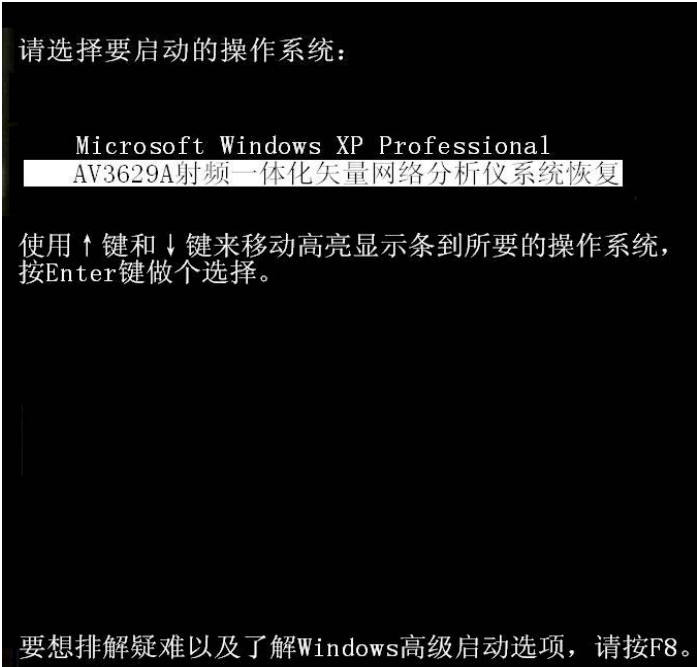 请选择要启动的操作系统：
Microsoft Windows XP Professional
AV3629A射频一体化矢量网络分析仪系统恢复
使用↑键和↓键来移动高亮显示条到所要的操作系统，
按Enter键做个选择。
要想排解疑难以及了解Windows高级启动选项，请按F8。